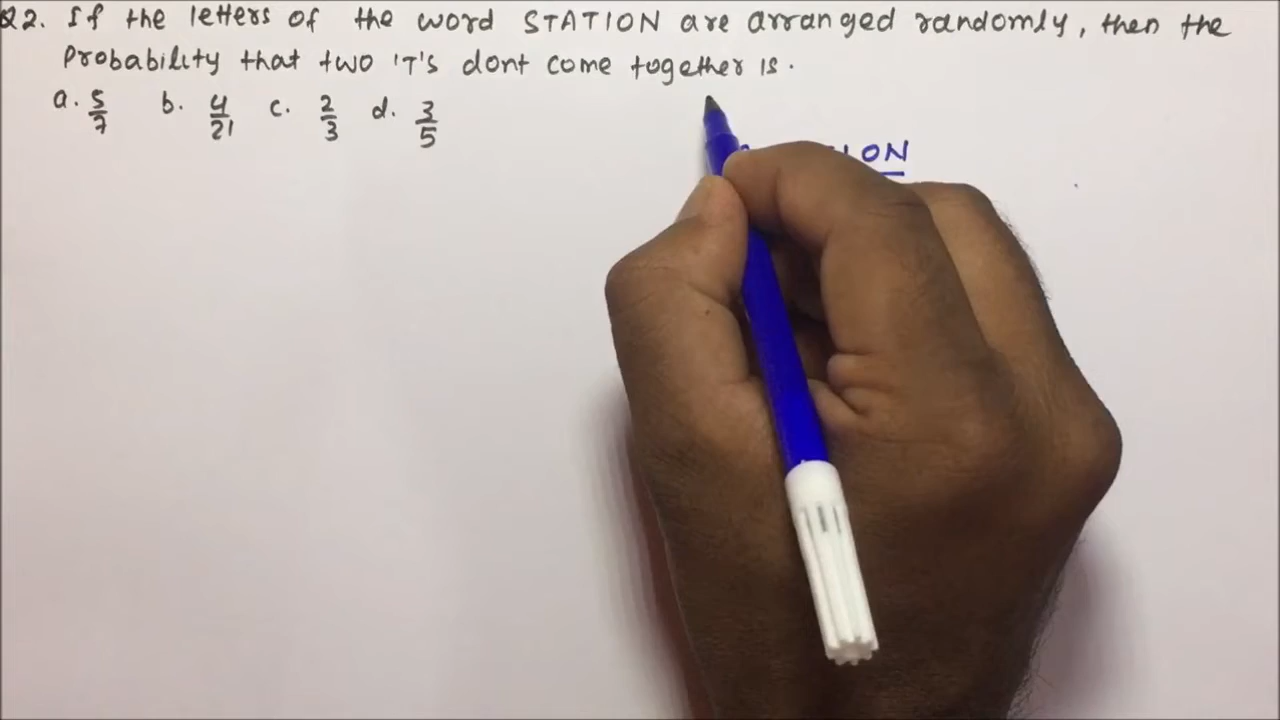 Q2. If the letters of the word STATION are arranged randomly, then the
Probability that two 'T's dont come together is.
a. 5/7 b. 4/21 c. 2/3 d. 3/5
ION